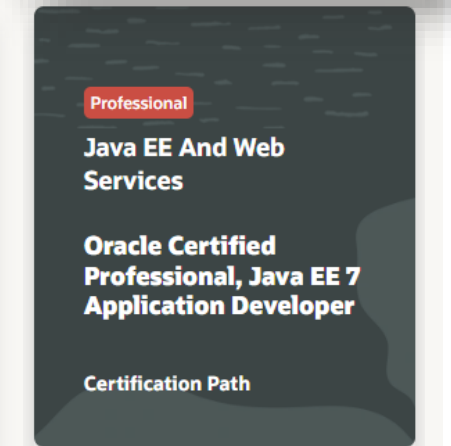 Professional
Java EE And Web
Services
Oracle Certified
Professional, Java EE 7
Application Developer
Certification Path